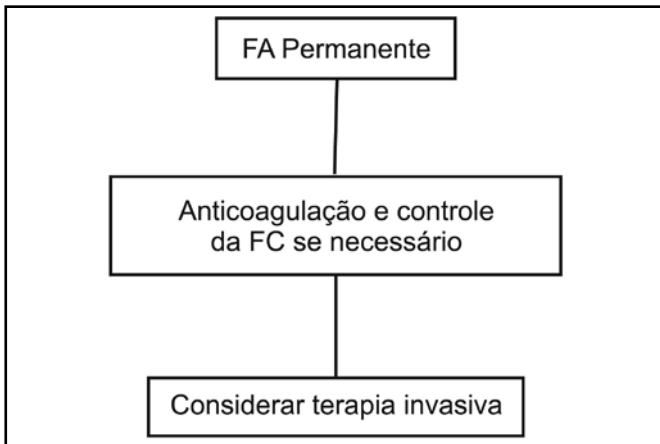 FA Permanente
Anticoagulação e controle
da FC se necessário
Considerar terapia invasiva